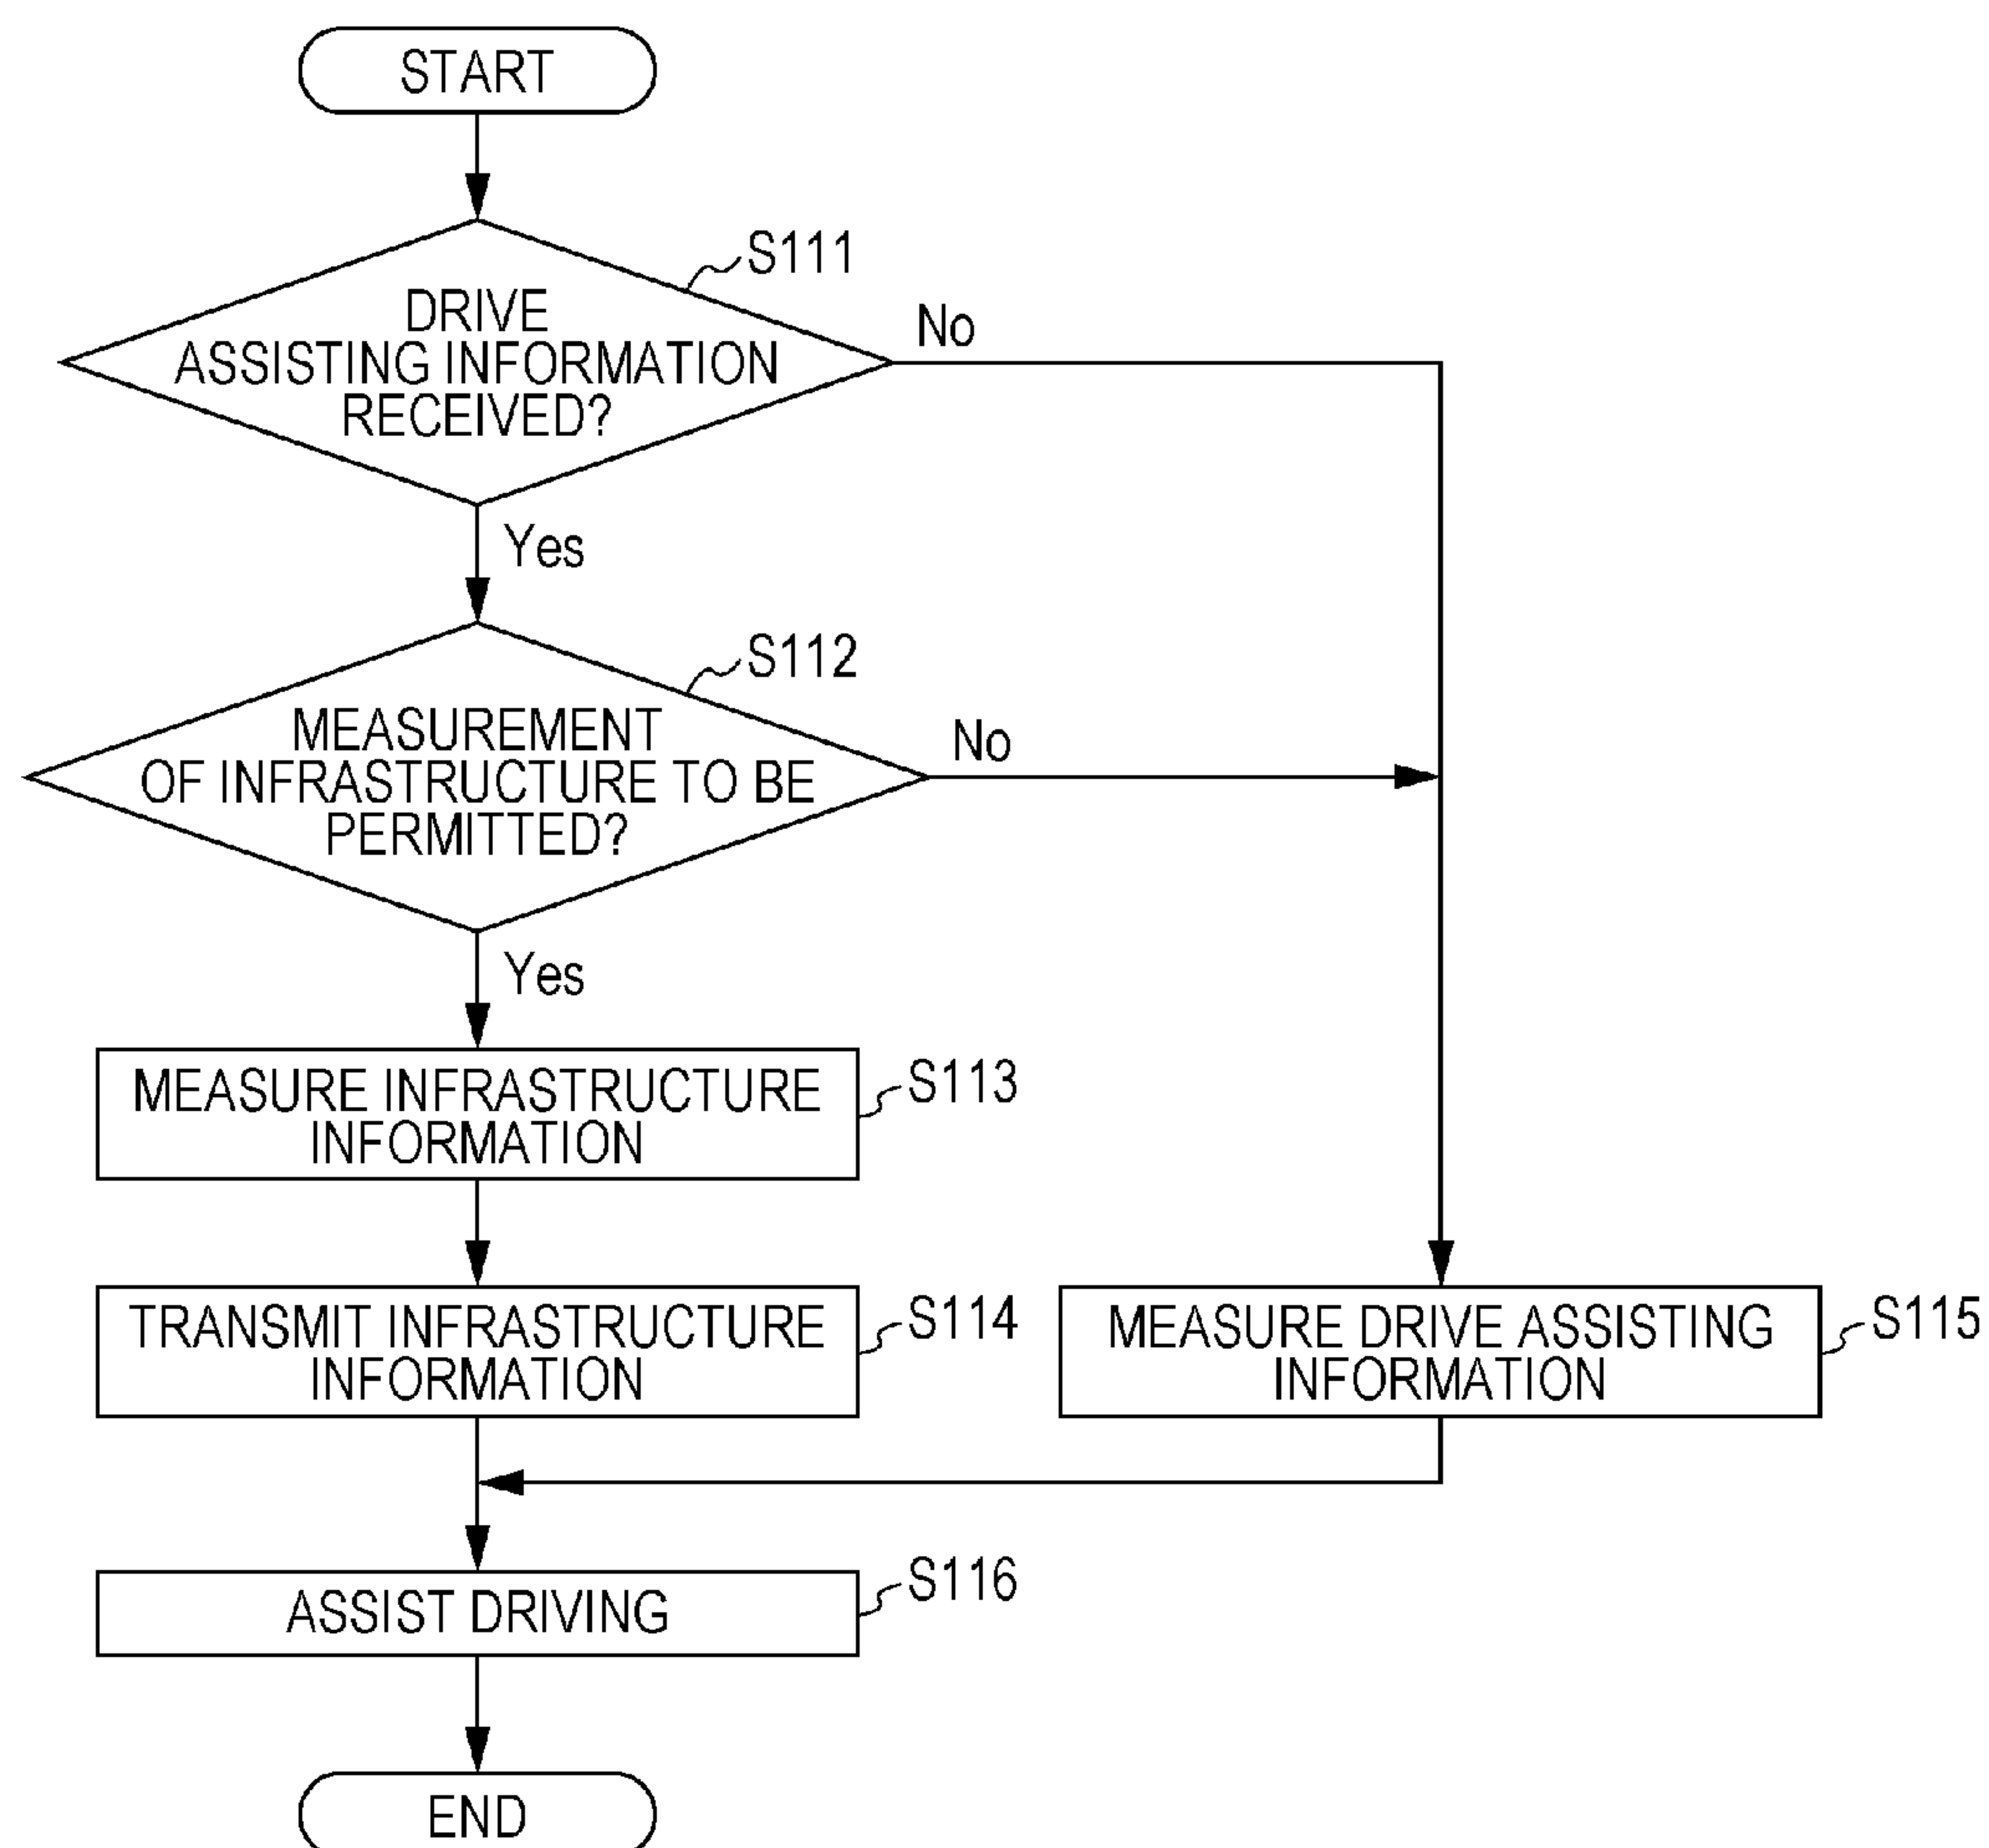 START
S111
DRIVE
ASSISTING INFORMATION
RECEIVED?
No
Yes
S112
MEASUREMENT
OF INFRASTRUCTURE TO BE
PERMITTED?
No
Yes
MEASURE INFRASTRUCTURE
INFORMATION
S113
TRANSMIT INFRASTRUCTURE
INFORMATION
S114
MEASURE DRIVE ASSISTING
INFORMATION
S115
ASSIST DRIVING
S116
END